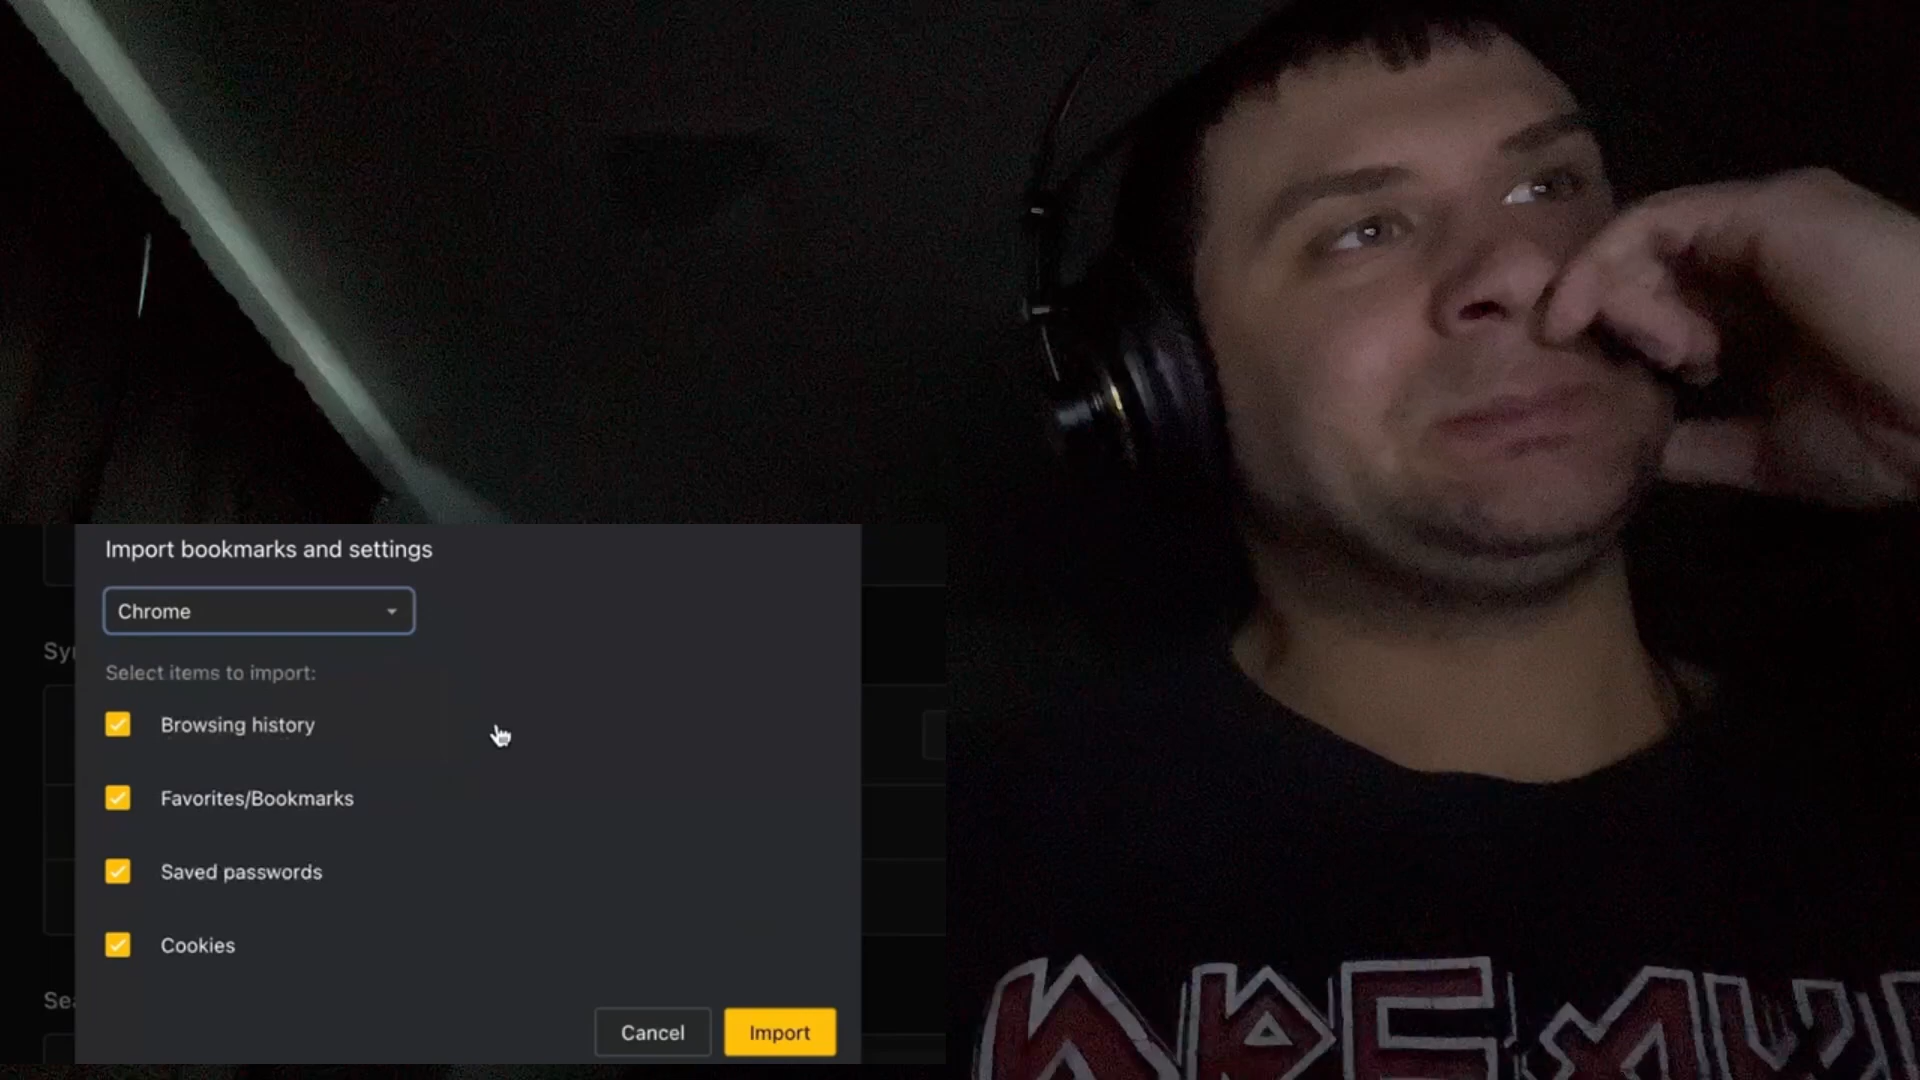 Import bookmarks and settings
Chrome
Select items to import:
Browsing history
Favorites/Bookmarks
Saved passwords
Cookies
Cancel
Import